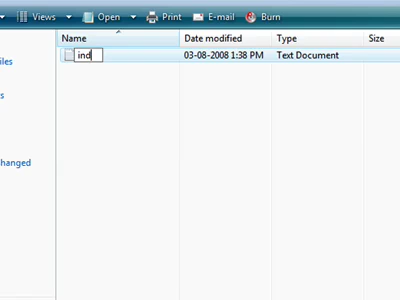 Views Open Print E-mail Burn
Name Date modified Type Size
ind 03-08-2008 1:38 PM Text Document
iles
s
hanged